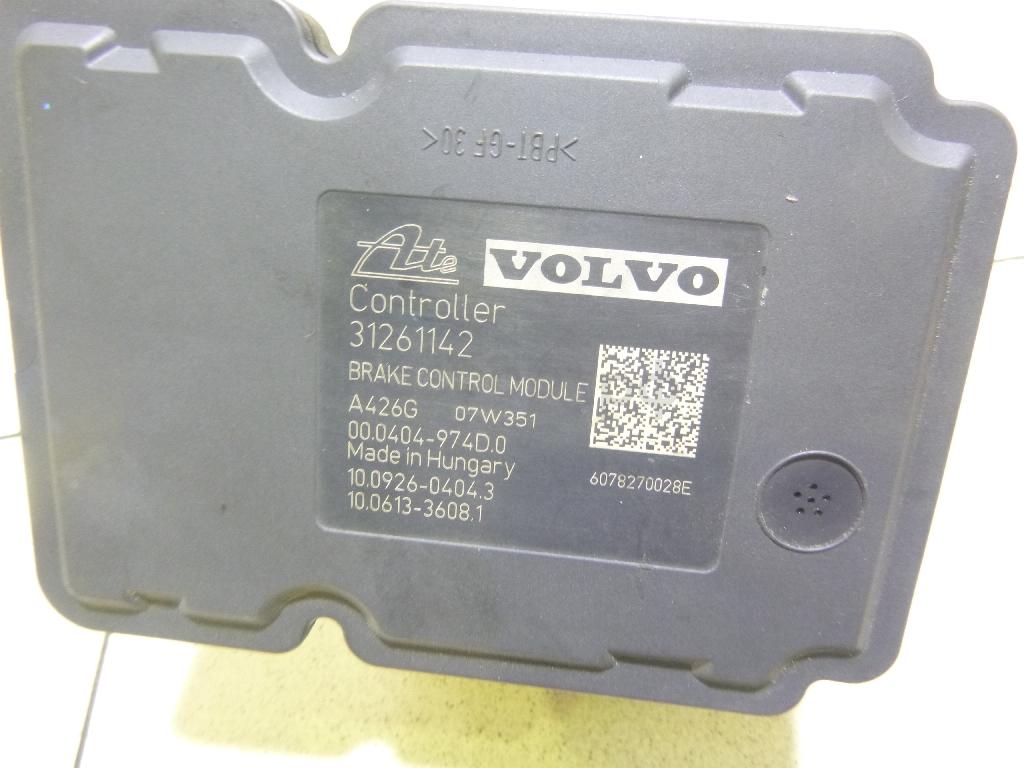 >PBT-GF 30<
Ate VOLVO
Controller
31261142
BRAKE CONTROL MODULE
A426G 07W351
00.0404-974D.0
Made in Hungary
10.0926-0404.3
10.0613-3608.1
6078270028E